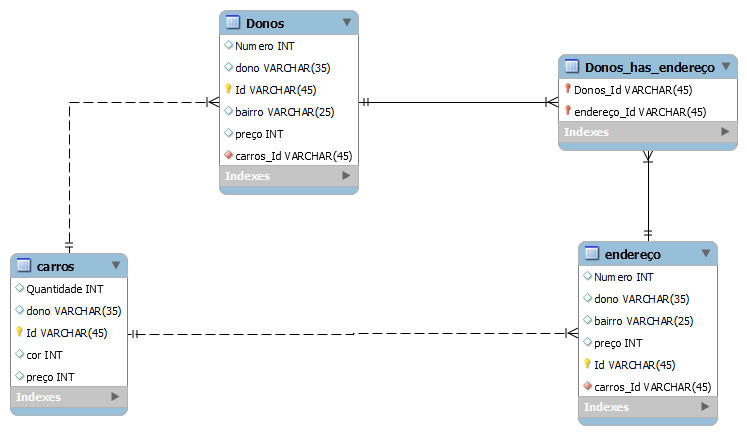 Donos
Numero INT
dono VARCHAR(35)
Id VARCHAR(45)
bairro VARCHAR(25)
preço INT
carros_Id VARCHAR(45)
Indexes
Donos_has_endereço
Donos_Id VARCHAR(45)
endereço_Id VARCHAR(45)
Indexes
carros
Quantidade INT
dono VARCHAR(35)
Id VARCHAR(45)
cor INT
preço INT
Indexes
endereço
Numero INT
dono VARCHAR(35)
bairro VARCHAR(25)
preço INT
Id VARCHAR(45)
carros_Id VARCHAR(45)
Indexes